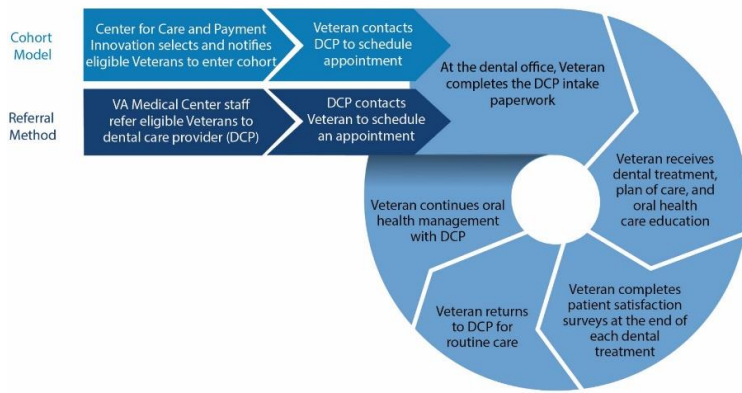 Cohort
Model
Center for Care and Payment
Innovation selects and notifies
eligible Veterans to enter cohort
Veteran contacts
DCP to schedule
appointment
Referral
Method
VA Medical Center staff
refer eligible Veterans to
dental care provider (DCP)
DCP contacts
Veteran to schedule
an appointment
At the dental office, Veteran
completes the DCP intake
paperwork
Veteran receives
dental treatment,
plan of care, and
oral health
care education
Veteran completes
patient satisfaction
surveys at the end of
each dental
treatment
Veteran returns
to DCP for
routine care
Veteran continues oral
health management
with DCP